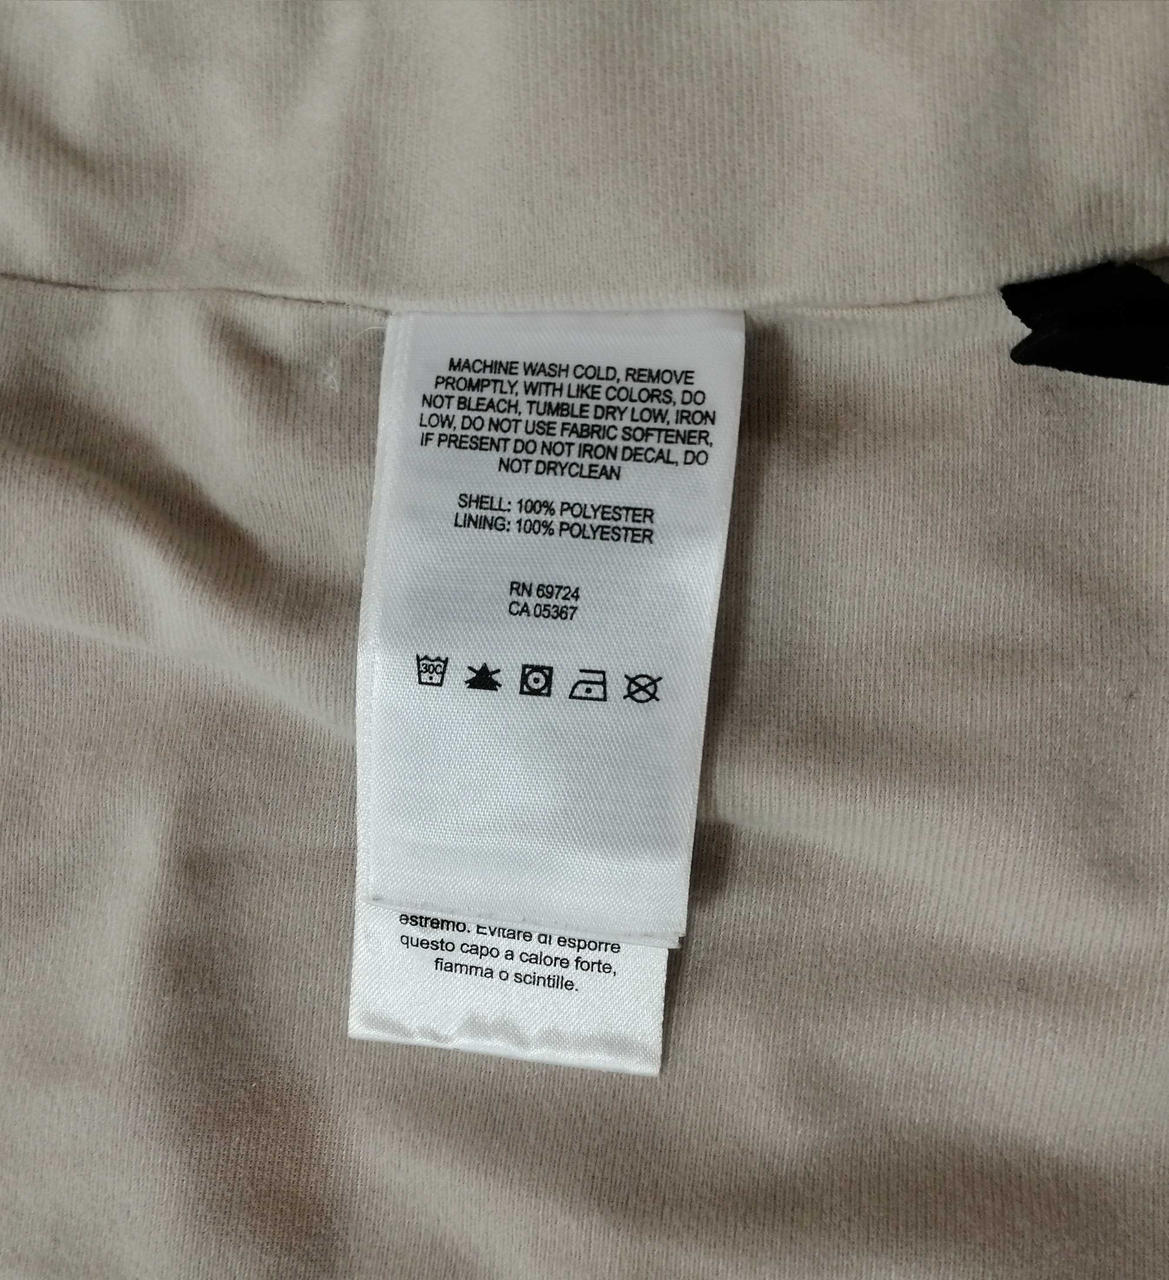 MACHINE WASH COLD, REMOVE
PROMPTLY, WITH LIKE COLORS, DO
NOT BLEACH, TUMBLE DRY LOW, IRON
LOW, DO NOT USE FABRIC SOFTENER,
IF PRESENT DO NOT IRON DECAL, DO
NOT DRYCLEAN
SHELL: 100% POLYESTER
LINING: 100% POLYESTER
RN 69724
CA 05367
30C
estremo. Evitare di esporre
questo capo a calore forte,
fiamma o scintille.